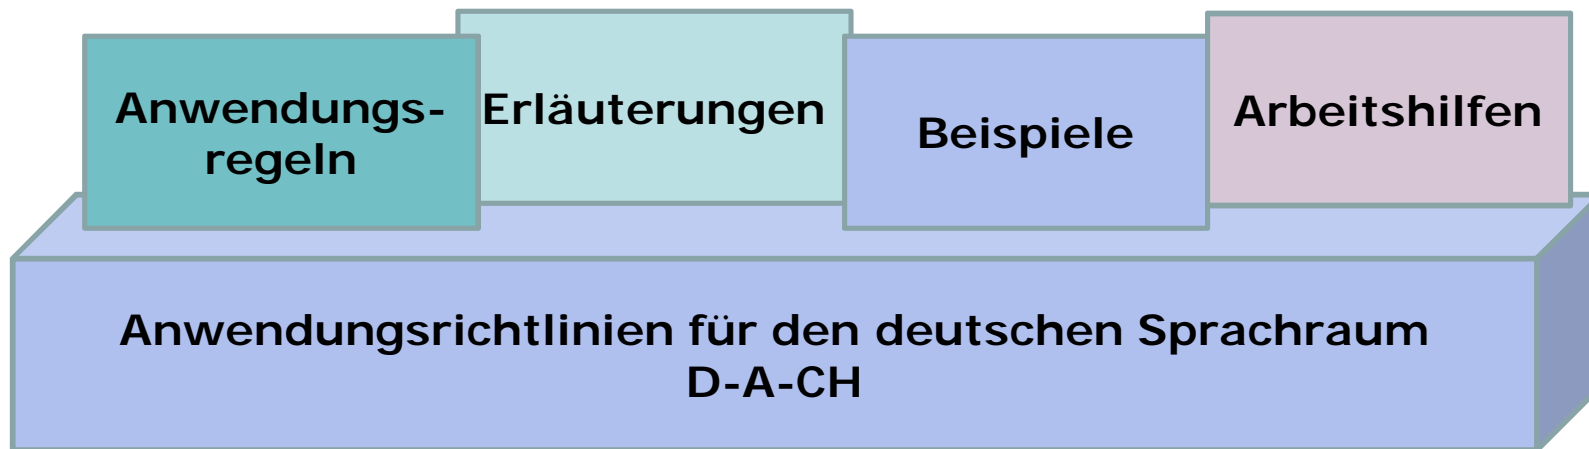 Anwendungs-
regeln
Erläuterungen
Beispiele
Arbeitshilfen
Anwendungsrichtlinien für den deutschen Sprachraum
D-A-CH